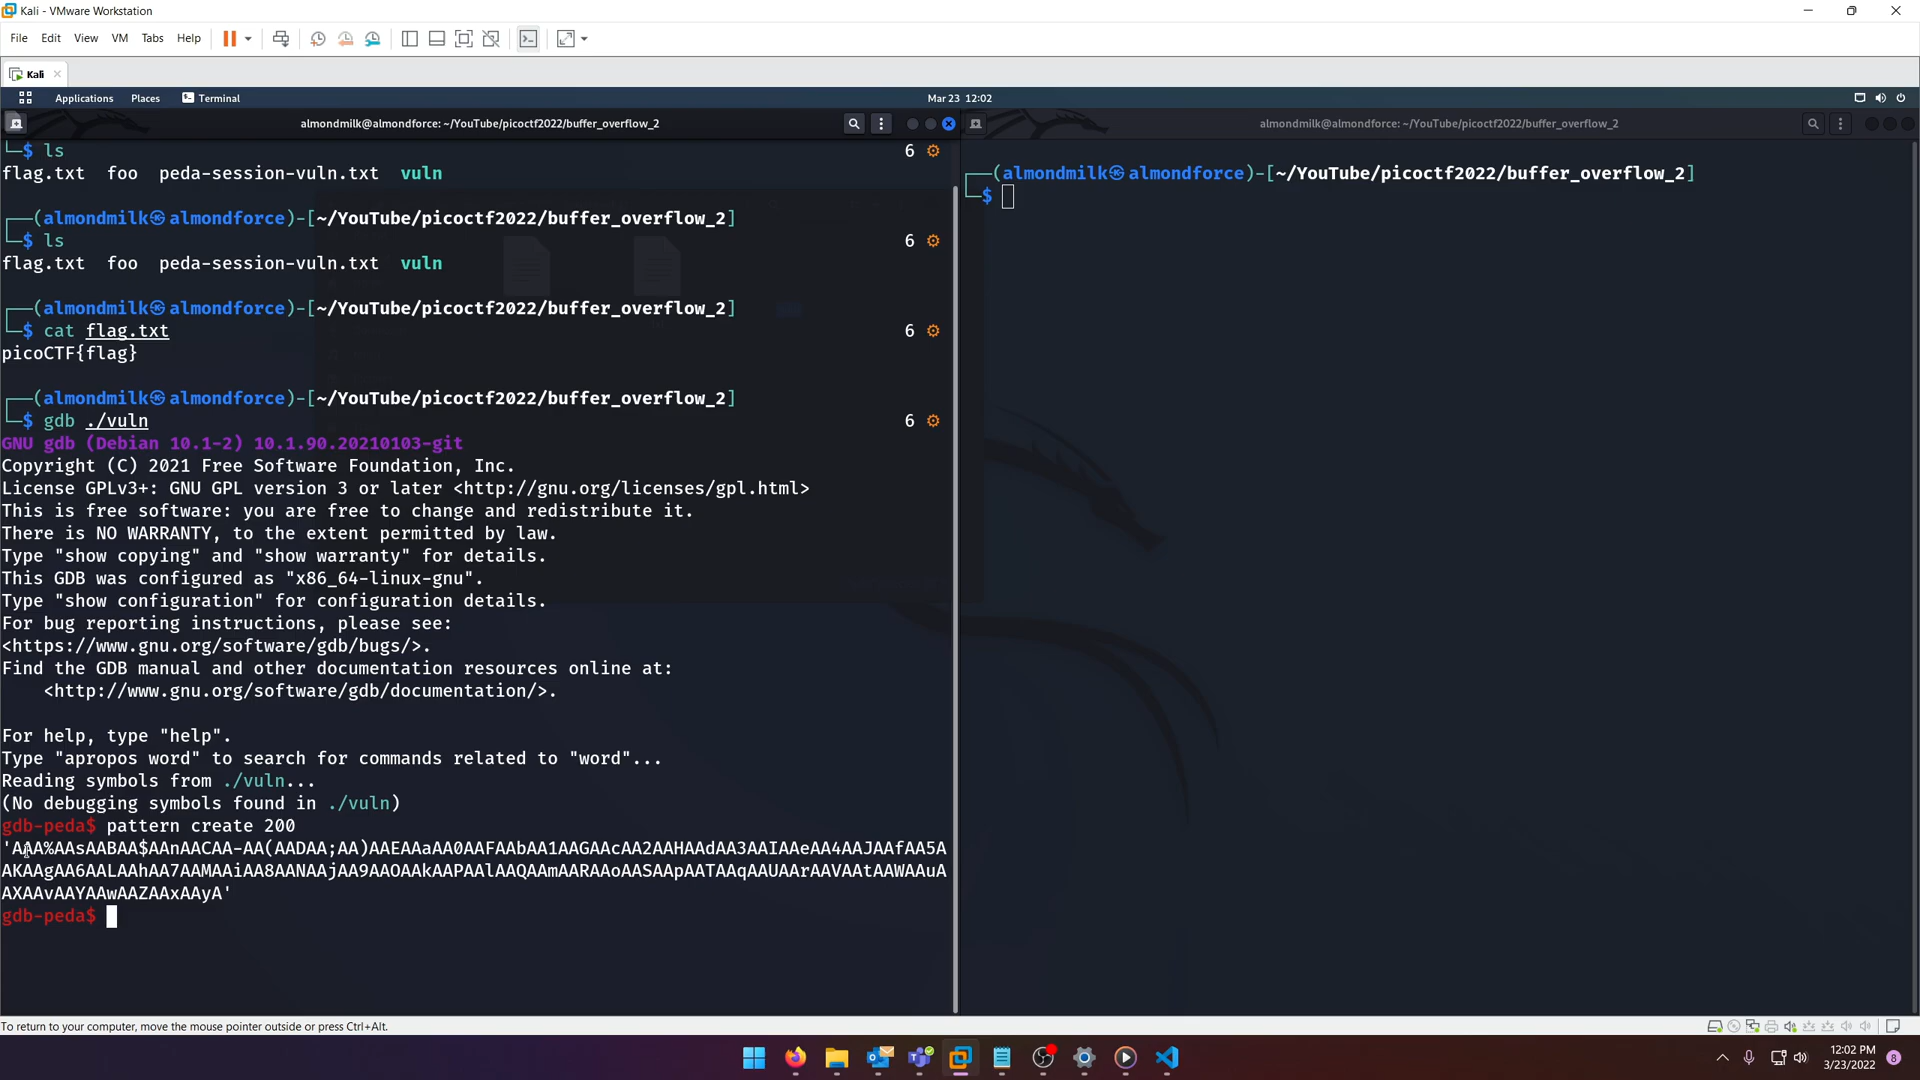 Kali - VMware Workstation
File Edit View VM Tabs Help
Kali
Applications Places Terminal Mar 23 12:02
almondmilk@almondforce: ~/YouTube/picoctf2022/buffer_overflow_2
└─$ ls 6
flag.txt foo peda-session-vuln.txt vuln
┌──(almondmilk㉿almondforce)-[~/YouTube/picoctf2022/buffer_overflow_2]
└─$ ls 6
flag.txt foo peda-session-vuln.txt vuln
┌──(almondmilk㉿almondforce)-[~/YouTube/picoctf2022/buffer_overflow_2]
└─$ cat flag.txt 6
picoCTF{flag}
┌──(almondmilk㉿almondforce)-[~/YouTube/picoctf2022/buffer_overflow_2]
└─$ gdb ./vuln 6
GNU gdb (Debian 10.1-2) 10.1.90.20210103-git
Copyright (C) 2021 Free Software Foundation, Inc.
License GPLv3+: GNU GPL version 3 or later <http://gnu.org/licenses/gpl.html>
This is free software: you are free to change and redistribute it.
There is NO WARRANTY, to the extent permitted by law.
Type "show copying" and "show warranty" for details.
This GDB was configured as "x86_64-linux-gnu".
Type "show configuration" for configuration details.
For bug reporting instructions, please see:
<https://www.gnu.org/software/gdb/bugs/>.
Find the GDB manual and other documentation resources online at:
<http://www.gnu.org/software/gdb/documentation/>.
For help, type "help".
Type "apropos word" to search for commands related to "word"...
Reading symbols from ./vuln...
(No debugging symbols found in ./vuln)
gdb-peda$ pattern create 200
'AAA%AAsAABAA$AAnAACAA-AA(AADAA;AA)AAEAAaAA0AAFAAbAA1AAGAAcAA2AAHAAdAA3AAIAAeAA4AAJAAfAA5A
AKAAgAA6AALAAhAA7AAMAAiAA8AANAAjAA9AAOAAkAAPAAlAAQAAmAARAAoAASAApAATAAqAAUAArAAVAAtAAWAAuA
AXAAvAAYAAwAAZAAxAAyA'
gdb-peda$
almondmilk@almondforce: ~/YouTube/picoctf2022/buffer_overflow_2
┌──(almondmilk㉿almondforce)-[~/YouTube/picoctf2022/buffer_overflow_2]
└─$
To return to your computer, move the mouse pointer outside or press Ctrl+Alt.
12:02 PM
3/23/2022
8